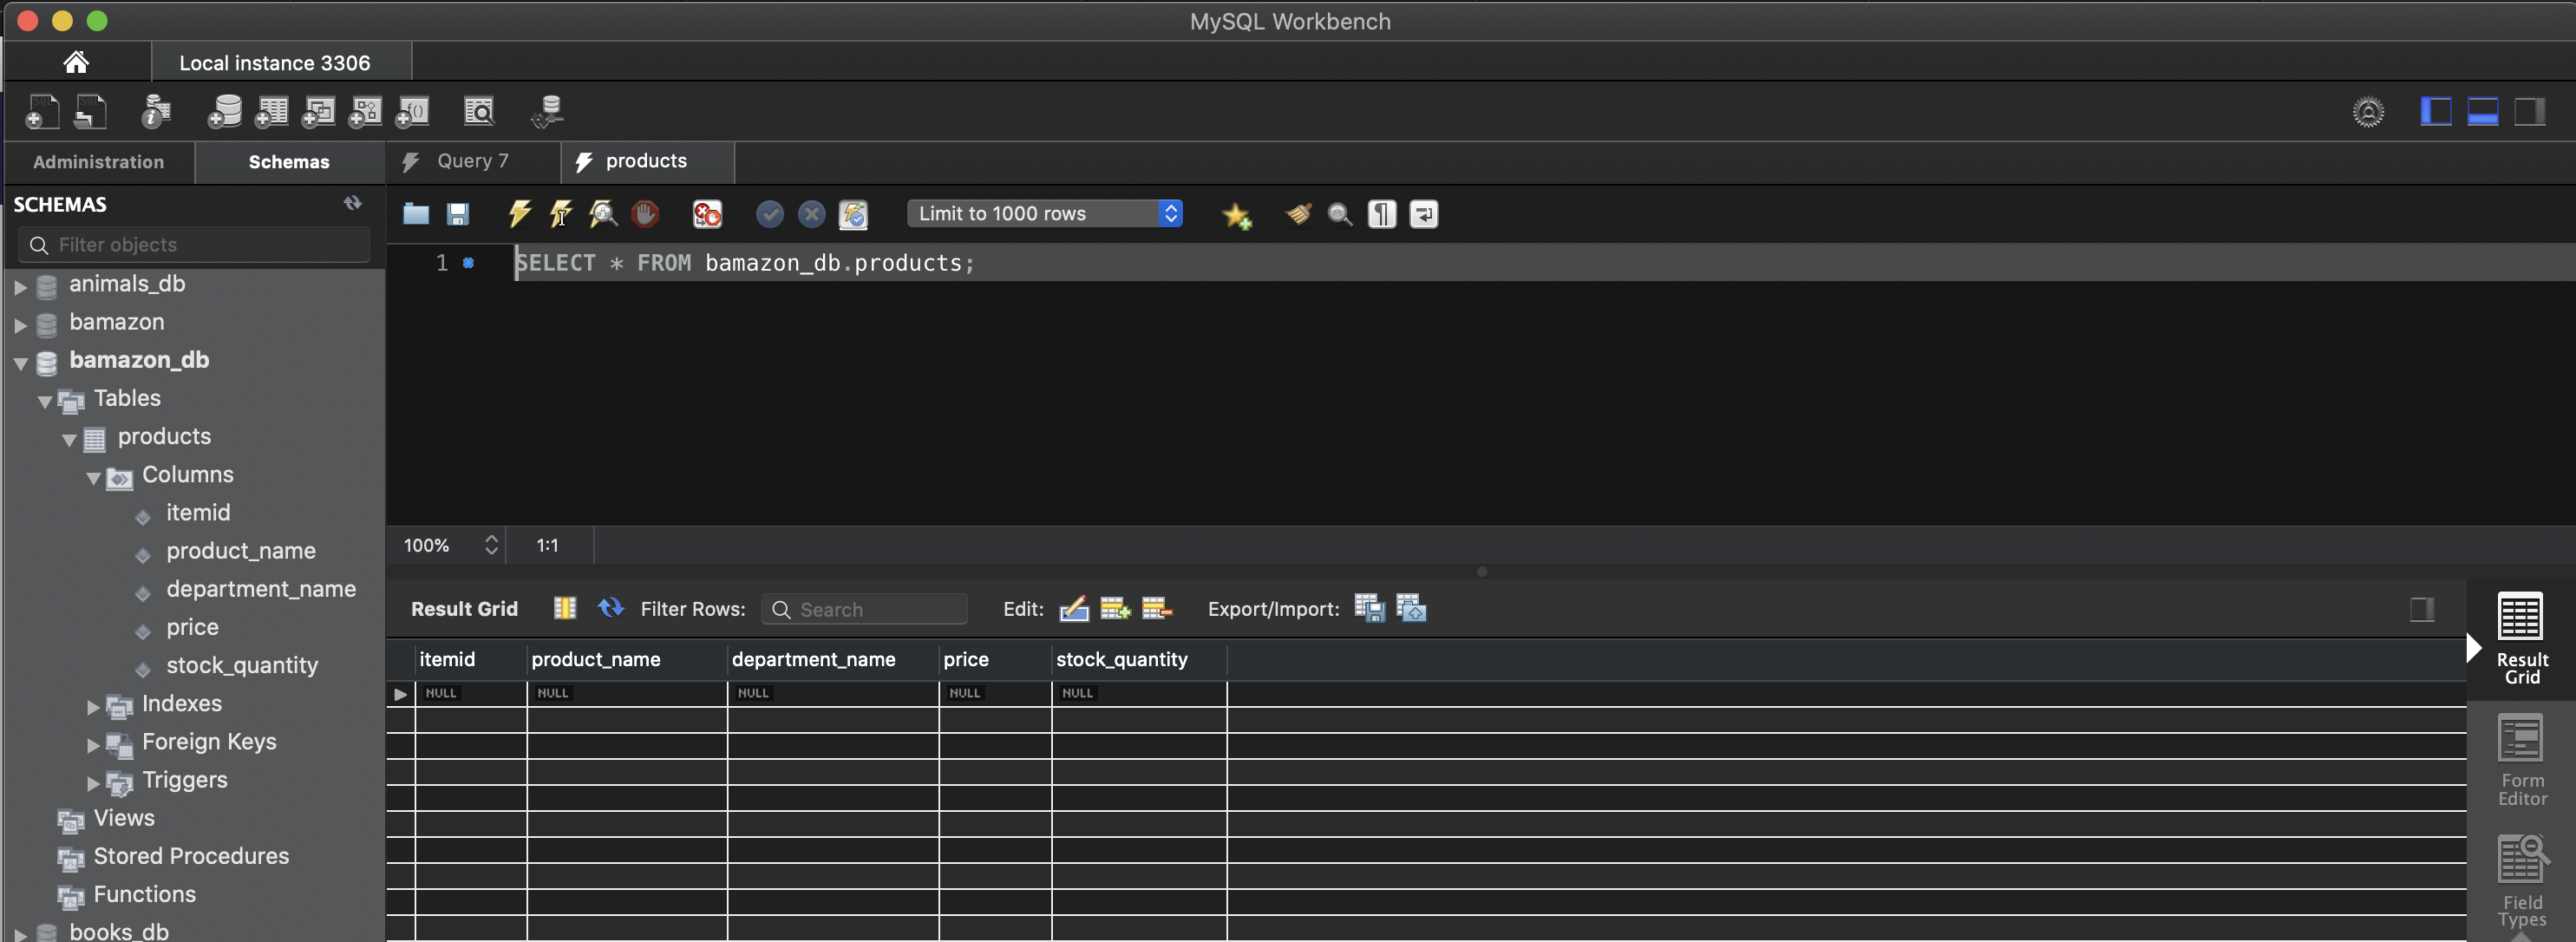 MySQL Workbench
Local instance 3306
Administration Schemas
Query 7 products
SCHEMAS
Filter objects
Limit to 1000 rows
1 SELECT * FROM bamazon_db.products;
animals_db
bamazon
bamazon_db
Tables
products
Columns
itemid
product_name
department_name
price
stock_quantity
Indexes
Foreign Keys
Triggers
Views
Stored Procedures
Functions
books_db
100% 1:1
Result Grid Filter Rows: Search Edit: Export/Import:
itemid product_name department_name price stock_quantity
NULL NULL NULL NULL NULL
Result
Grid
Form
Editor
Field
Types